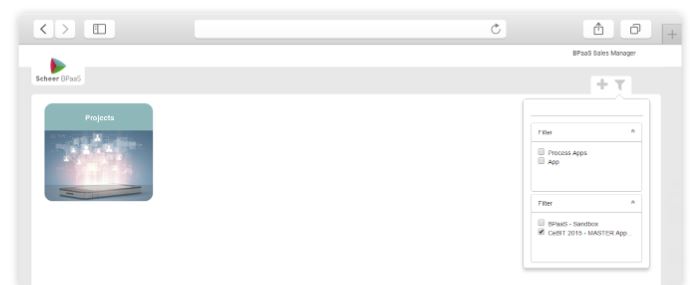 BPaaS Sales Manager
Scheer BPaaS
Projects
Filter
Process Apps
App
Filter
BPaaS - Sandbox
CeBIT 2015 - MASTER App...